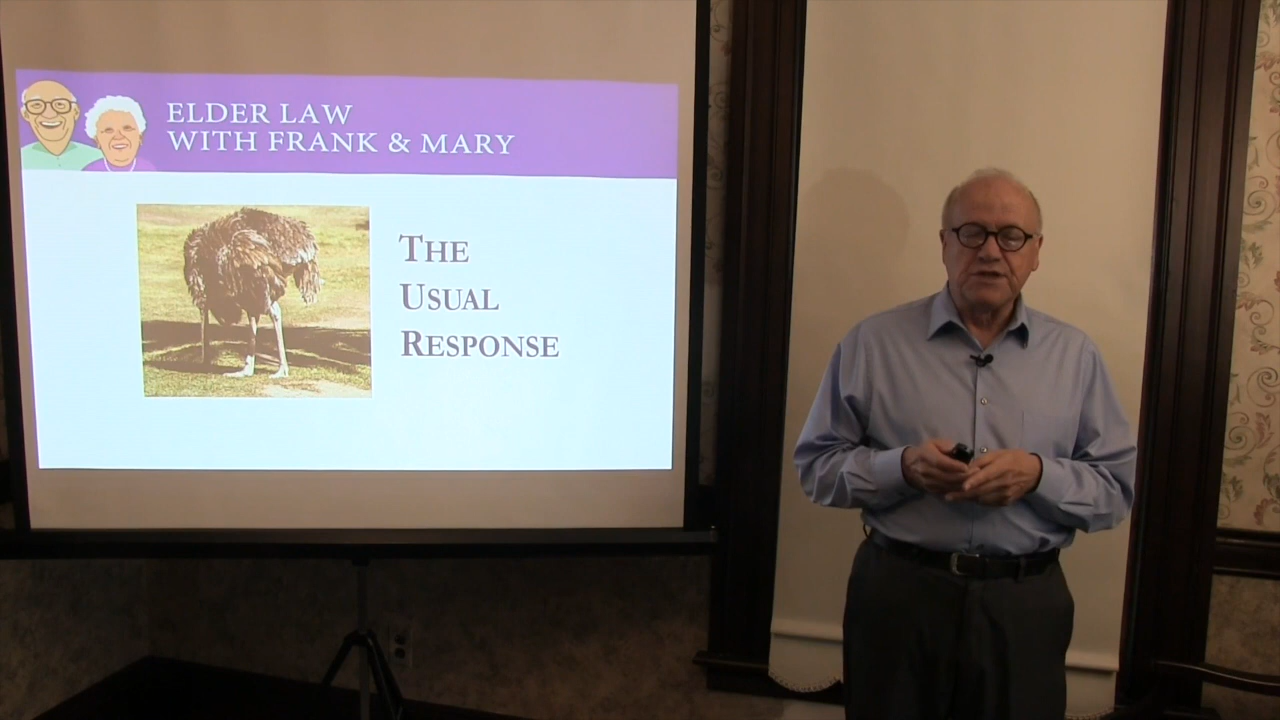 ELDER LAW
WITH FRANK & MARY
THE
USUAL
RESPONSE